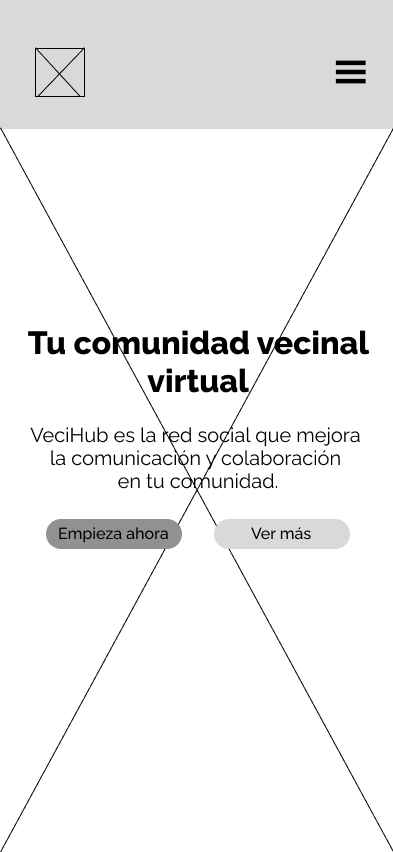 Tu comunidad vecinal
virtual
VeciHub es la red social que mejora
la comunicación y colaboración
en tu comunidad.
Empieza ahora
Ver más